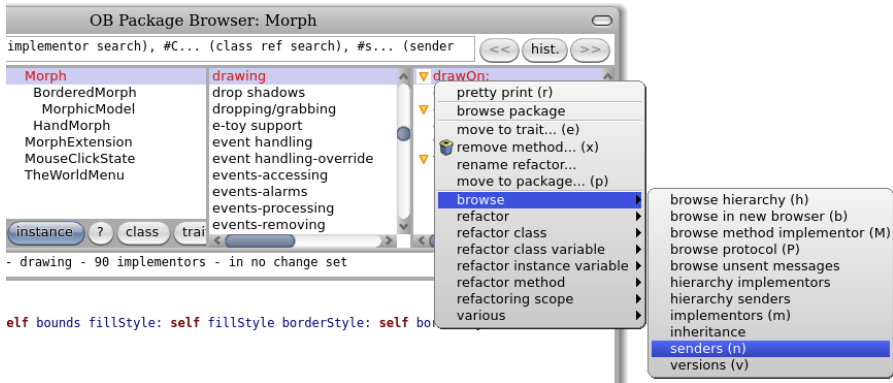 OB Package Browser: Morph
implementor search), #C... (class ref search), #s... (sender
<< hist. >>
Morph
BorderedMorph
MorphicModel
HandMorph
MorphExtension
MouseClickState
TheWorldMenu
drawing
drop shadows
dropping/grabbing
e-toy support
event handling
event handling-override
events-accessing
events-alarms
events-processing
events-removing
drawOn:
instance ? class trai
- drawing - 90 implementors - in no change set
elf bounds fillStyle: self fillStyle borderStyle: self bor
pretty print (r)
browse package
move to trait... (e)
remove method... (x)
rename refactor...
move to package... (p)
browse
refactor
refactor class
refactor class variable
refactor instance variable
refactor method
refactoring scope
various
browse hierarchy (h)
browse in new browser (b)
browse method implementor (M)
browse protocol (P)
browse unsent messages
hierarchy implementors
hierarchy senders
implementors (m)
inheritance
senders (n)
versions (v)